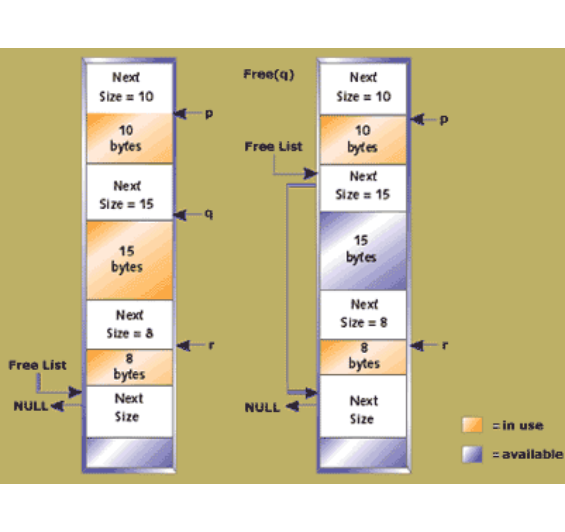 Next
Size = 10
p
10
bytes
Next
Size = 15
q
15
bytes
Next
Size = 8
r
8
bytes
Free List
NULL
Next
Size
Free(q)
Next
Size = 10
p
10
bytes
Free List
Next
Size = 15
15
bytes
Next
Size = 8
r
8
bytes
NULL
Next
Size
= in use
= available